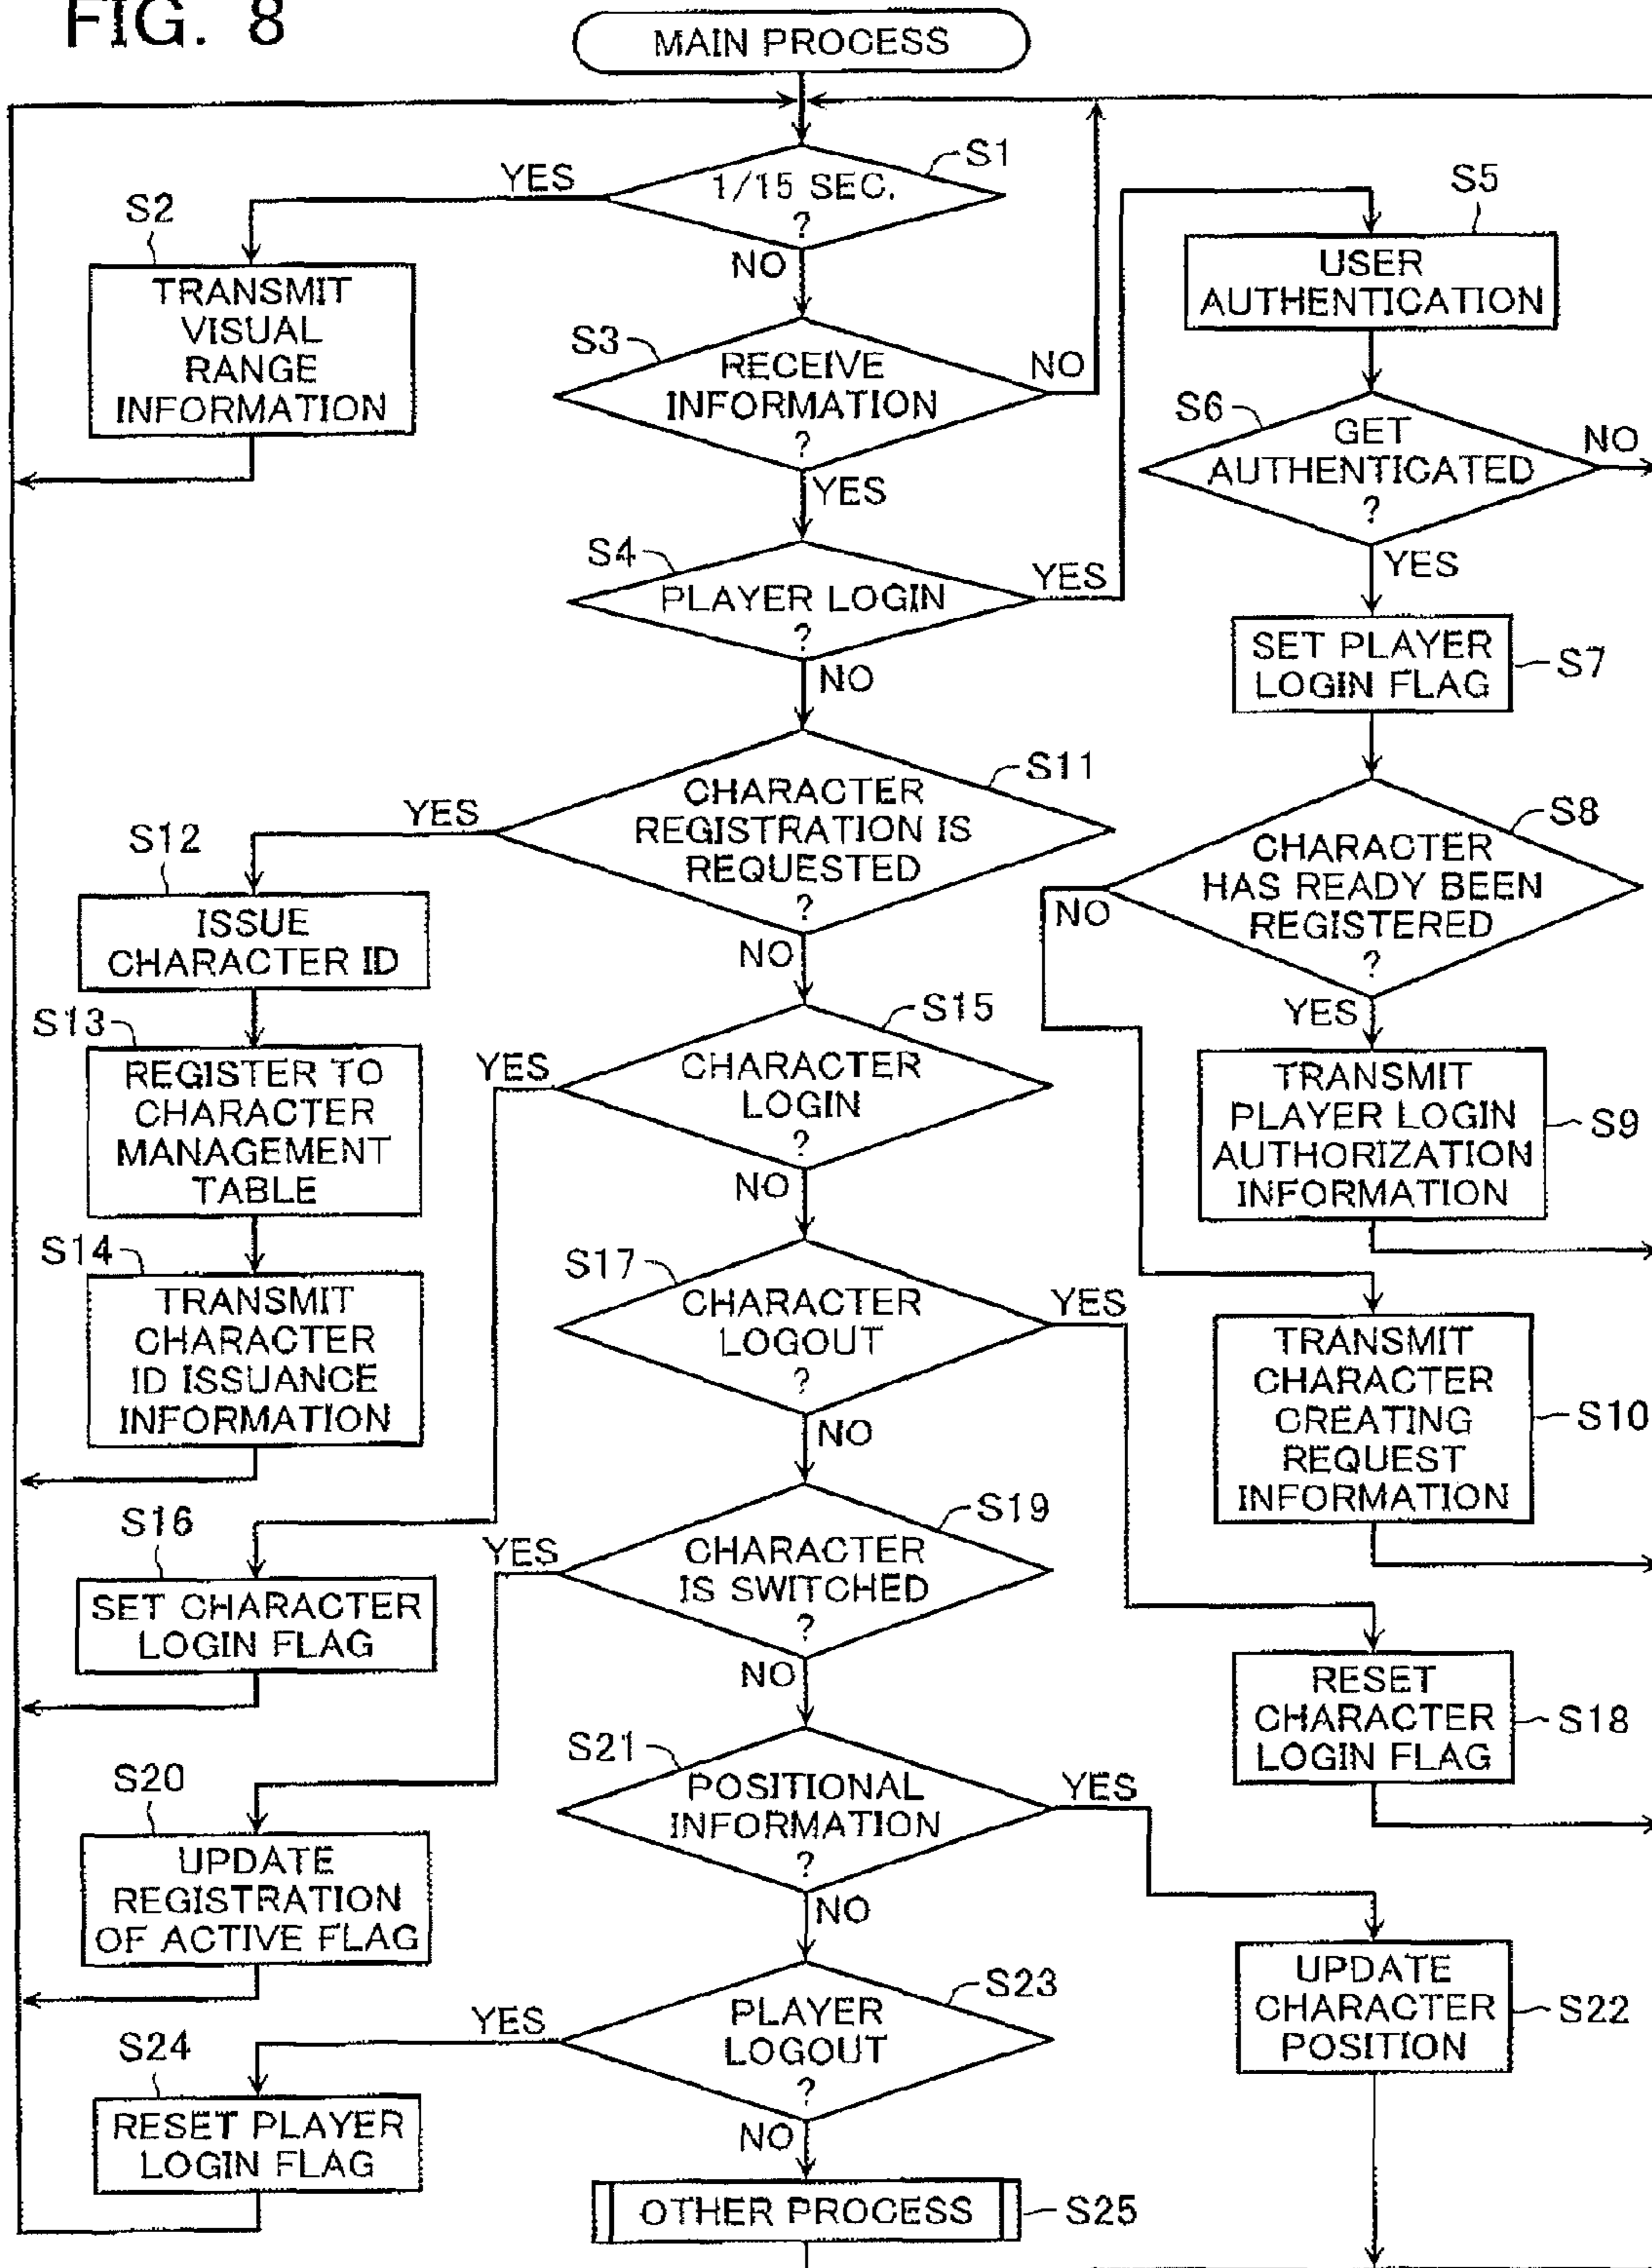 FIG. 8
MAIN PROCESS
S1
1/15 SEC.
?
YES
NO
S2
TRANSMIT
VISUAL
RANGE
INFORMATION
S3
RECEIVE
INFORMATION
?
NO
YES
S4
PLAYER LOGIN
?
YES
NO
S5
USER
AUTHENTICATION
S6
GET
AUTHENTICATED
?
NO
YES
SET PLAYER
LOGIN FLAG
S7
S8
CHARACTER
HAS READY BEEN
REGISTERED
?
NO
YES
TRANSMIT
PLAYER LOGIN
AUTHORIZATION
INFORMATION
S9
TRANSMIT
CHARACTER
CREATING
REQUEST
INFORMATION
S10
S11
CHARACTER
REGISTRATION IS
REQUESTED
?
YES
NO
S12
ISSUE
CHARACTER ID
S13
REGISTER TO
CHARACTER
MANAGEMENT
TABLE
S14
TRANSMIT
CHARACTER
ID ISSUANCE
INFORMATION
S15
CHARACTER
LOGIN
?
YES
NO
S16
SET CHARACTER
LOGIN FLAG
S17
CHARACTER
LOGOUT
?
YES
NO
RESET
CHARACTER
LOGIN FLAG
S18
S19
CHARACTER
IS SWITCHED
?
YES
NO
S20
UPDATE
REGISTRATION
OF ACTIVE FLAG
S21
POSITIONAL
INFORMATION
?
YES
NO
UPDATE
CHARACTER
POSITION
S22
S23
PLAYER
LOGOUT
?
YES
NO
S24
RESET PLAYER
LOGIN FLAG
OTHER PROCESS
S25